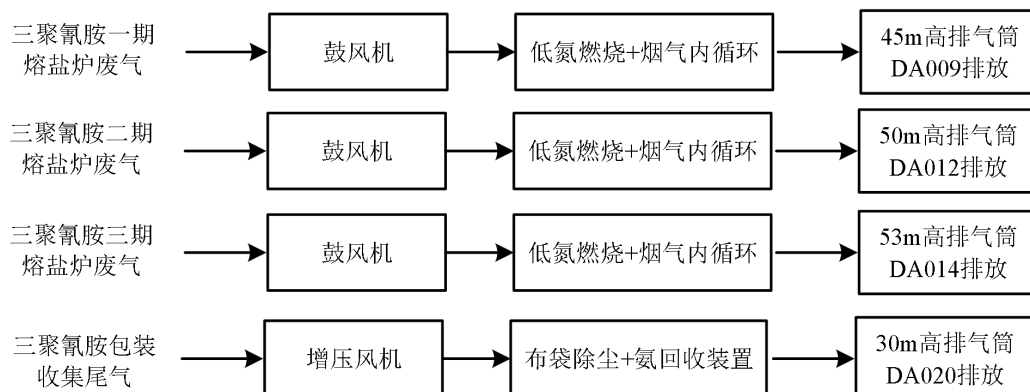 三聚氰胺一期
熔盐炉废气
鼓风机
低氮燃烧+烟气内循环
45m高排气筒
DA009排放
三聚氰胺二期
熔盐炉废气
鼓风机
低氮燃烧+烟气内循环
50m高排气筒
DA012排放
三聚氰胺三期
熔盐炉废气
鼓风机
低氮燃烧+烟气内循环
53m高排气筒
DA014排放
三聚氰胺包装
收集尾气
增压风机
布袋除尘+氨回收装置
30m高排气筒
DA020排放